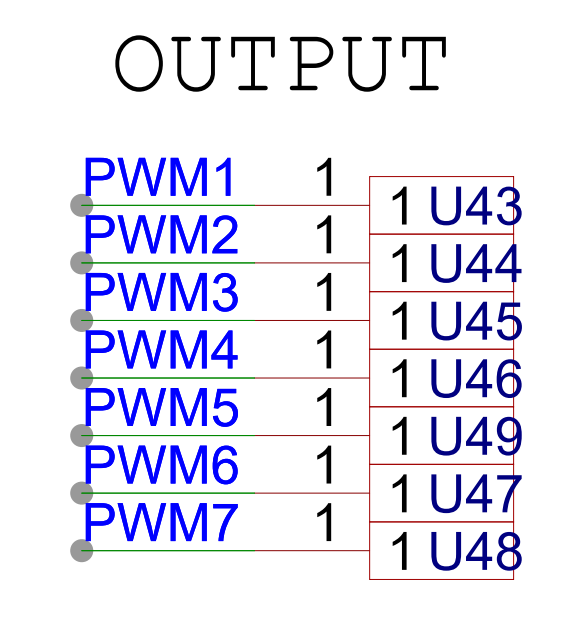 OUTPUT
PWM1 1 1 U43
PWM2 1 1 U44
PWM3 1 1 U45
PWM4 1 1 U46
PWM5 1 1 U49
PWM6 1 1 U47
PWM7 1 1 U48